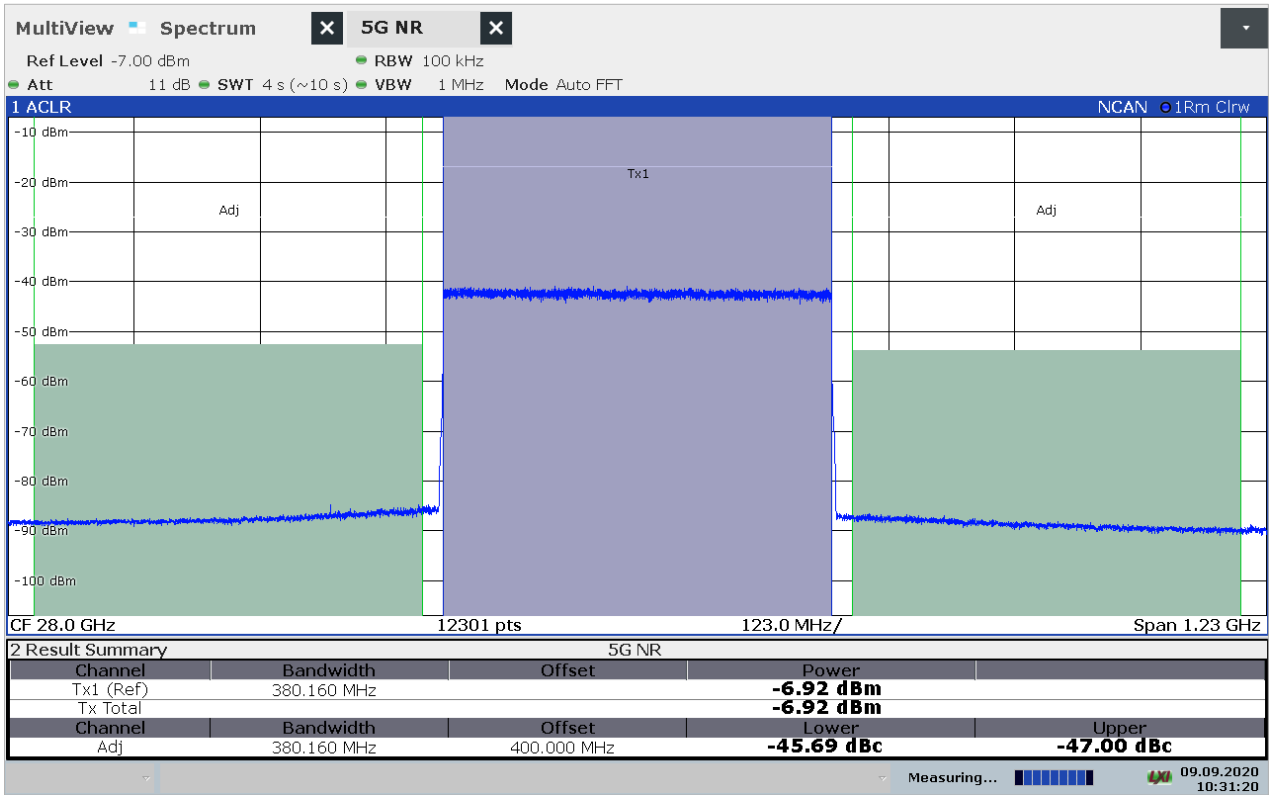 MultiView Spectrum X 5G NR X
Ref Level -7.00 dBm RBW 100 kHz
Att 11 dB SWT 4 s (~10 s) VBW 1 MHz Mode Auto FFT
1 ACLR NCAN 1Rm Clrw
-10 dBm
Tx1
-20 dBm
Adj Adj
-30 dBm
-40 dBm
-50 dBm
-60 dBm
-70 dBm
-80 dBm
-90 dBm
-100 dBm
CF 28.0 GHz 12301 pts 123.0 MHz/ Span 1.23 GHz
2 Result Summary 5G NR
Channel Bandwidth Offset Power
Tx1 (Ref) 380.160 MHz -6.92 dBm
Tx Total -6.92 dBm
Channel Bandwidth Offset Lower Upper
Adj 380.160 MHz 400.000 MHz -45.69 dBc -47.00 dBc
Measuring... LXI 09.09.2020
10:31:20